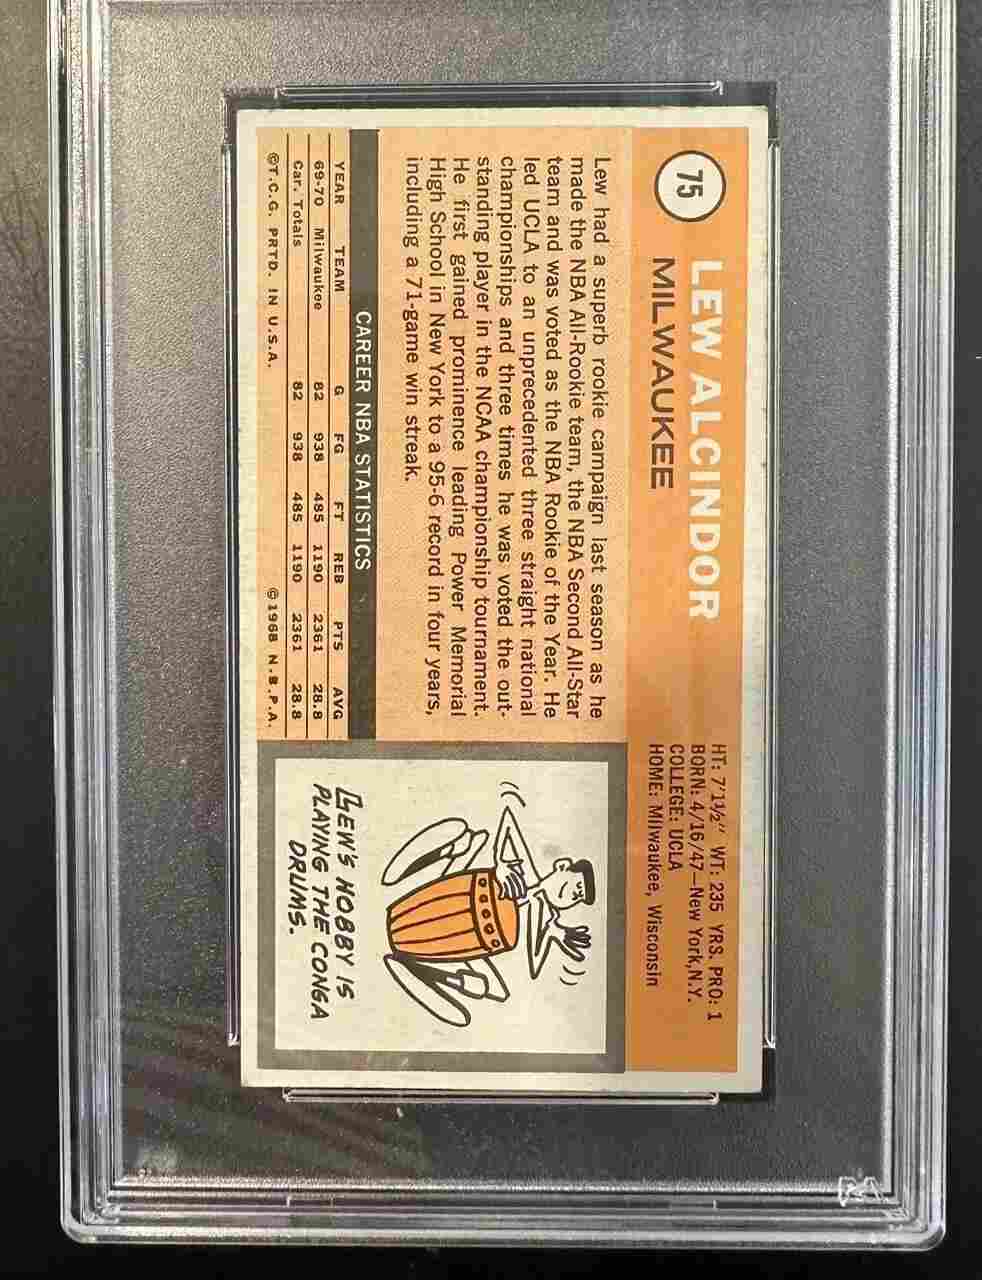 75
LEW ALCINDOR
MILWAUKEE
HT: 7'1½" WT: 235 YRS. PRO: 1
BORN: 4/16/47—New York, N.Y.
COLLEGE: UCLA
HOME: Milwaukee, Wisconsin
Lew had a superb rookie campaign last season as he
made the NBA All-Rookie team, the NBA Second All-Star
team and was voted as the NBA Rookie of the Year. He
led UCLA to an unprecedented three straight national
championships and three times he was voted the out-
standing player in the NCAA championship tournament.
He first gained prominence leading Power Memorial
High School in New York to a 95-6 record in four years,
including a 71-game win streak.
CAREER NBA STATISTICS
YEAR TEAM G FG FT REB PTS AVG
69-70 Milwaukee 82 938 485 1190 2361 28.8
Car. Totals 82 938 485 1190 2361 28.8
©T.C.G. PRTD. IN U.S.A. ©1968 N.B.P.A.
LEW'S HOBBY IS
PLAYING THE CONGA
DRUMS.